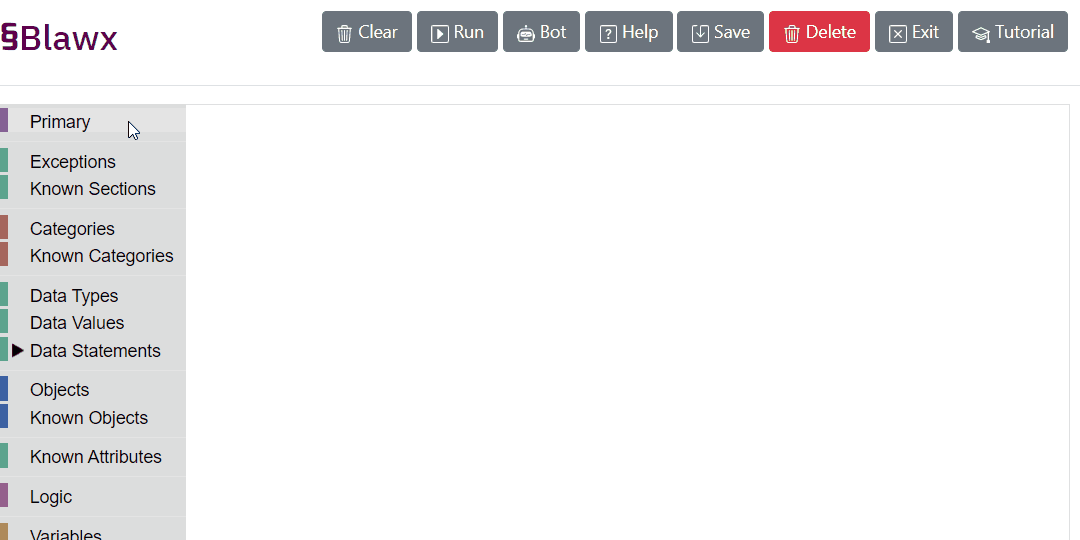 §Blawx
Clear Run Bot Help Save Delete Exit Tutorial
Primary
Exceptions
Known Sections
Categories
Known Categories
Data Types
Data Values
Data Statements
Objects
Known Objects
Known Attributes
Logic
Variables